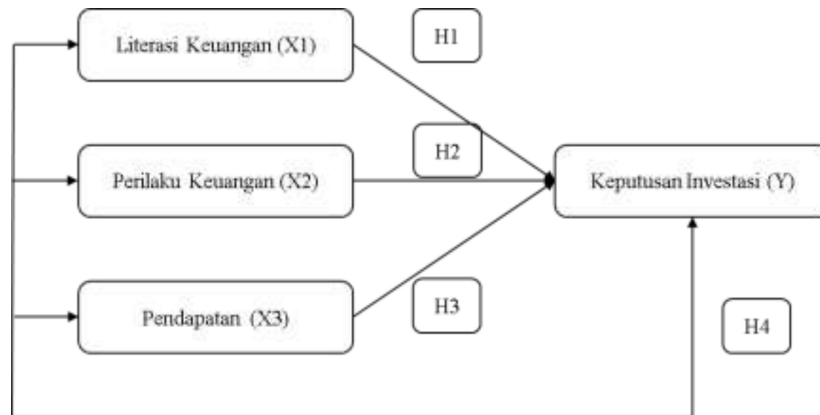 Literasi Keuangan (X1)
H1
H2
Perilaku Keuangan (X2)
Keputusan Investasi (Y)
Pendapatan (X3)
H3
H4